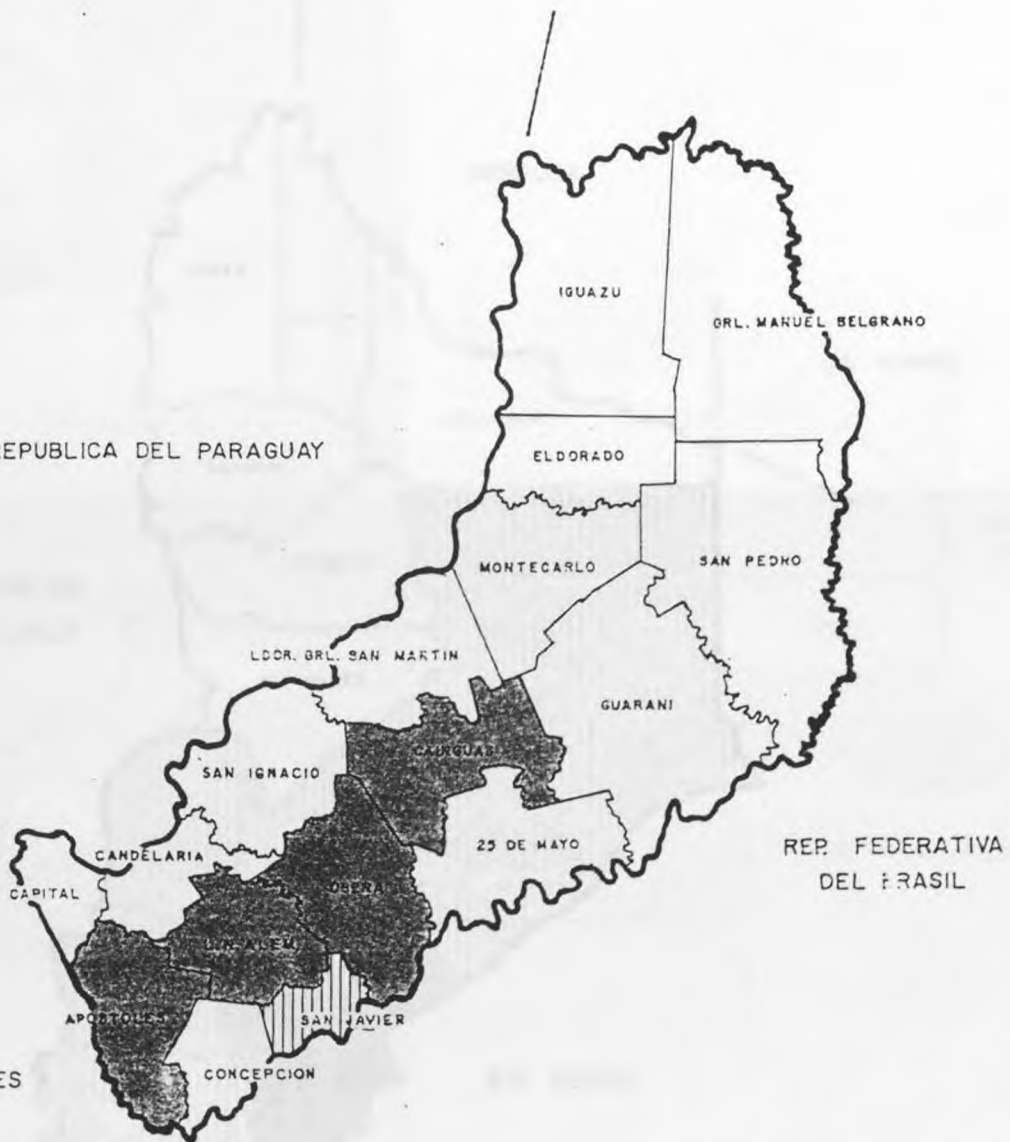 IGUAZU
GRL. MANUEL BELGRANO
REPUBLICA DEL PARAGUAY
ELDORADO
MONTECARLO
SAN PEDRO
LDOR. GRL. SAN MARTIN
GUARANI
CAINGUAS
SAN IGNACIO
25 DE MAYO
REP. FEDERATIVA
DEL BRASIL
CANDELARIA
CAPITAL
OBERA
L.N. ALEM
APOSTOLES
SAN JAVIER
CONCEPCION
ES